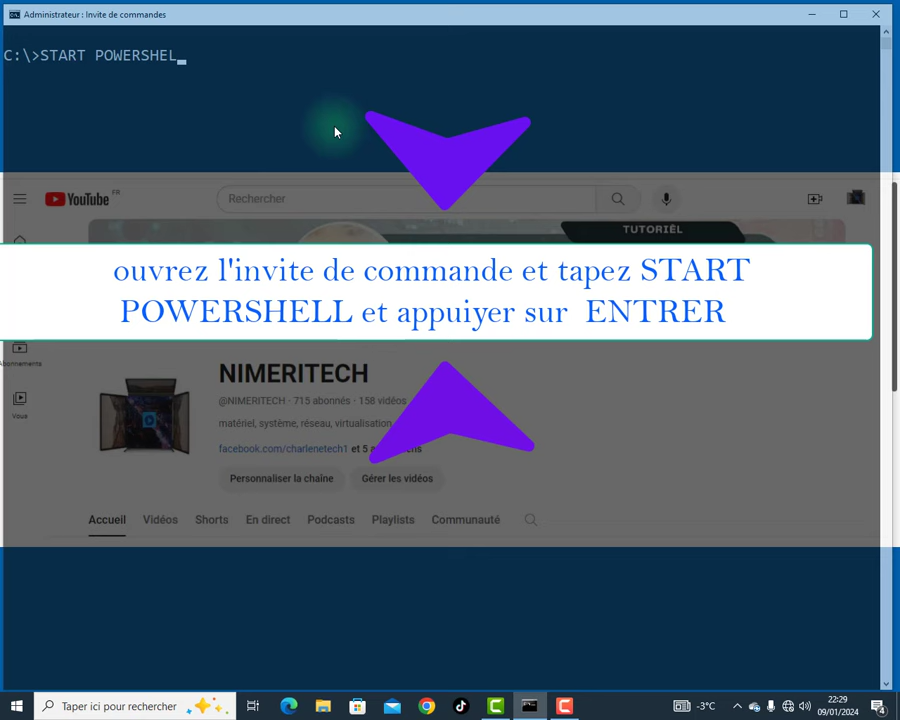 Administrateur : Invite de commandes
C:\>START POWERSHEL_
YouTube FR
Rechercher
TUTORIEL
ouvrez l'invite de commande et tapez START
POWERSHELL et appuiyer sur ENTRER
Abonnements
Vous
NIMERITECH
@NIMERITECH · 715 abonnés · 158 vidéos
matériel, système, réseau, virtualisation
facebook.com/charlenetech1 et 5 a
Personnaliser la chaîne
Gérer les vidéos
Accueil Vidéos Shorts En direct Podcasts Playlists Communauté
Taper ici pour rechercher
-3°C
22:29
09/01/2024
4